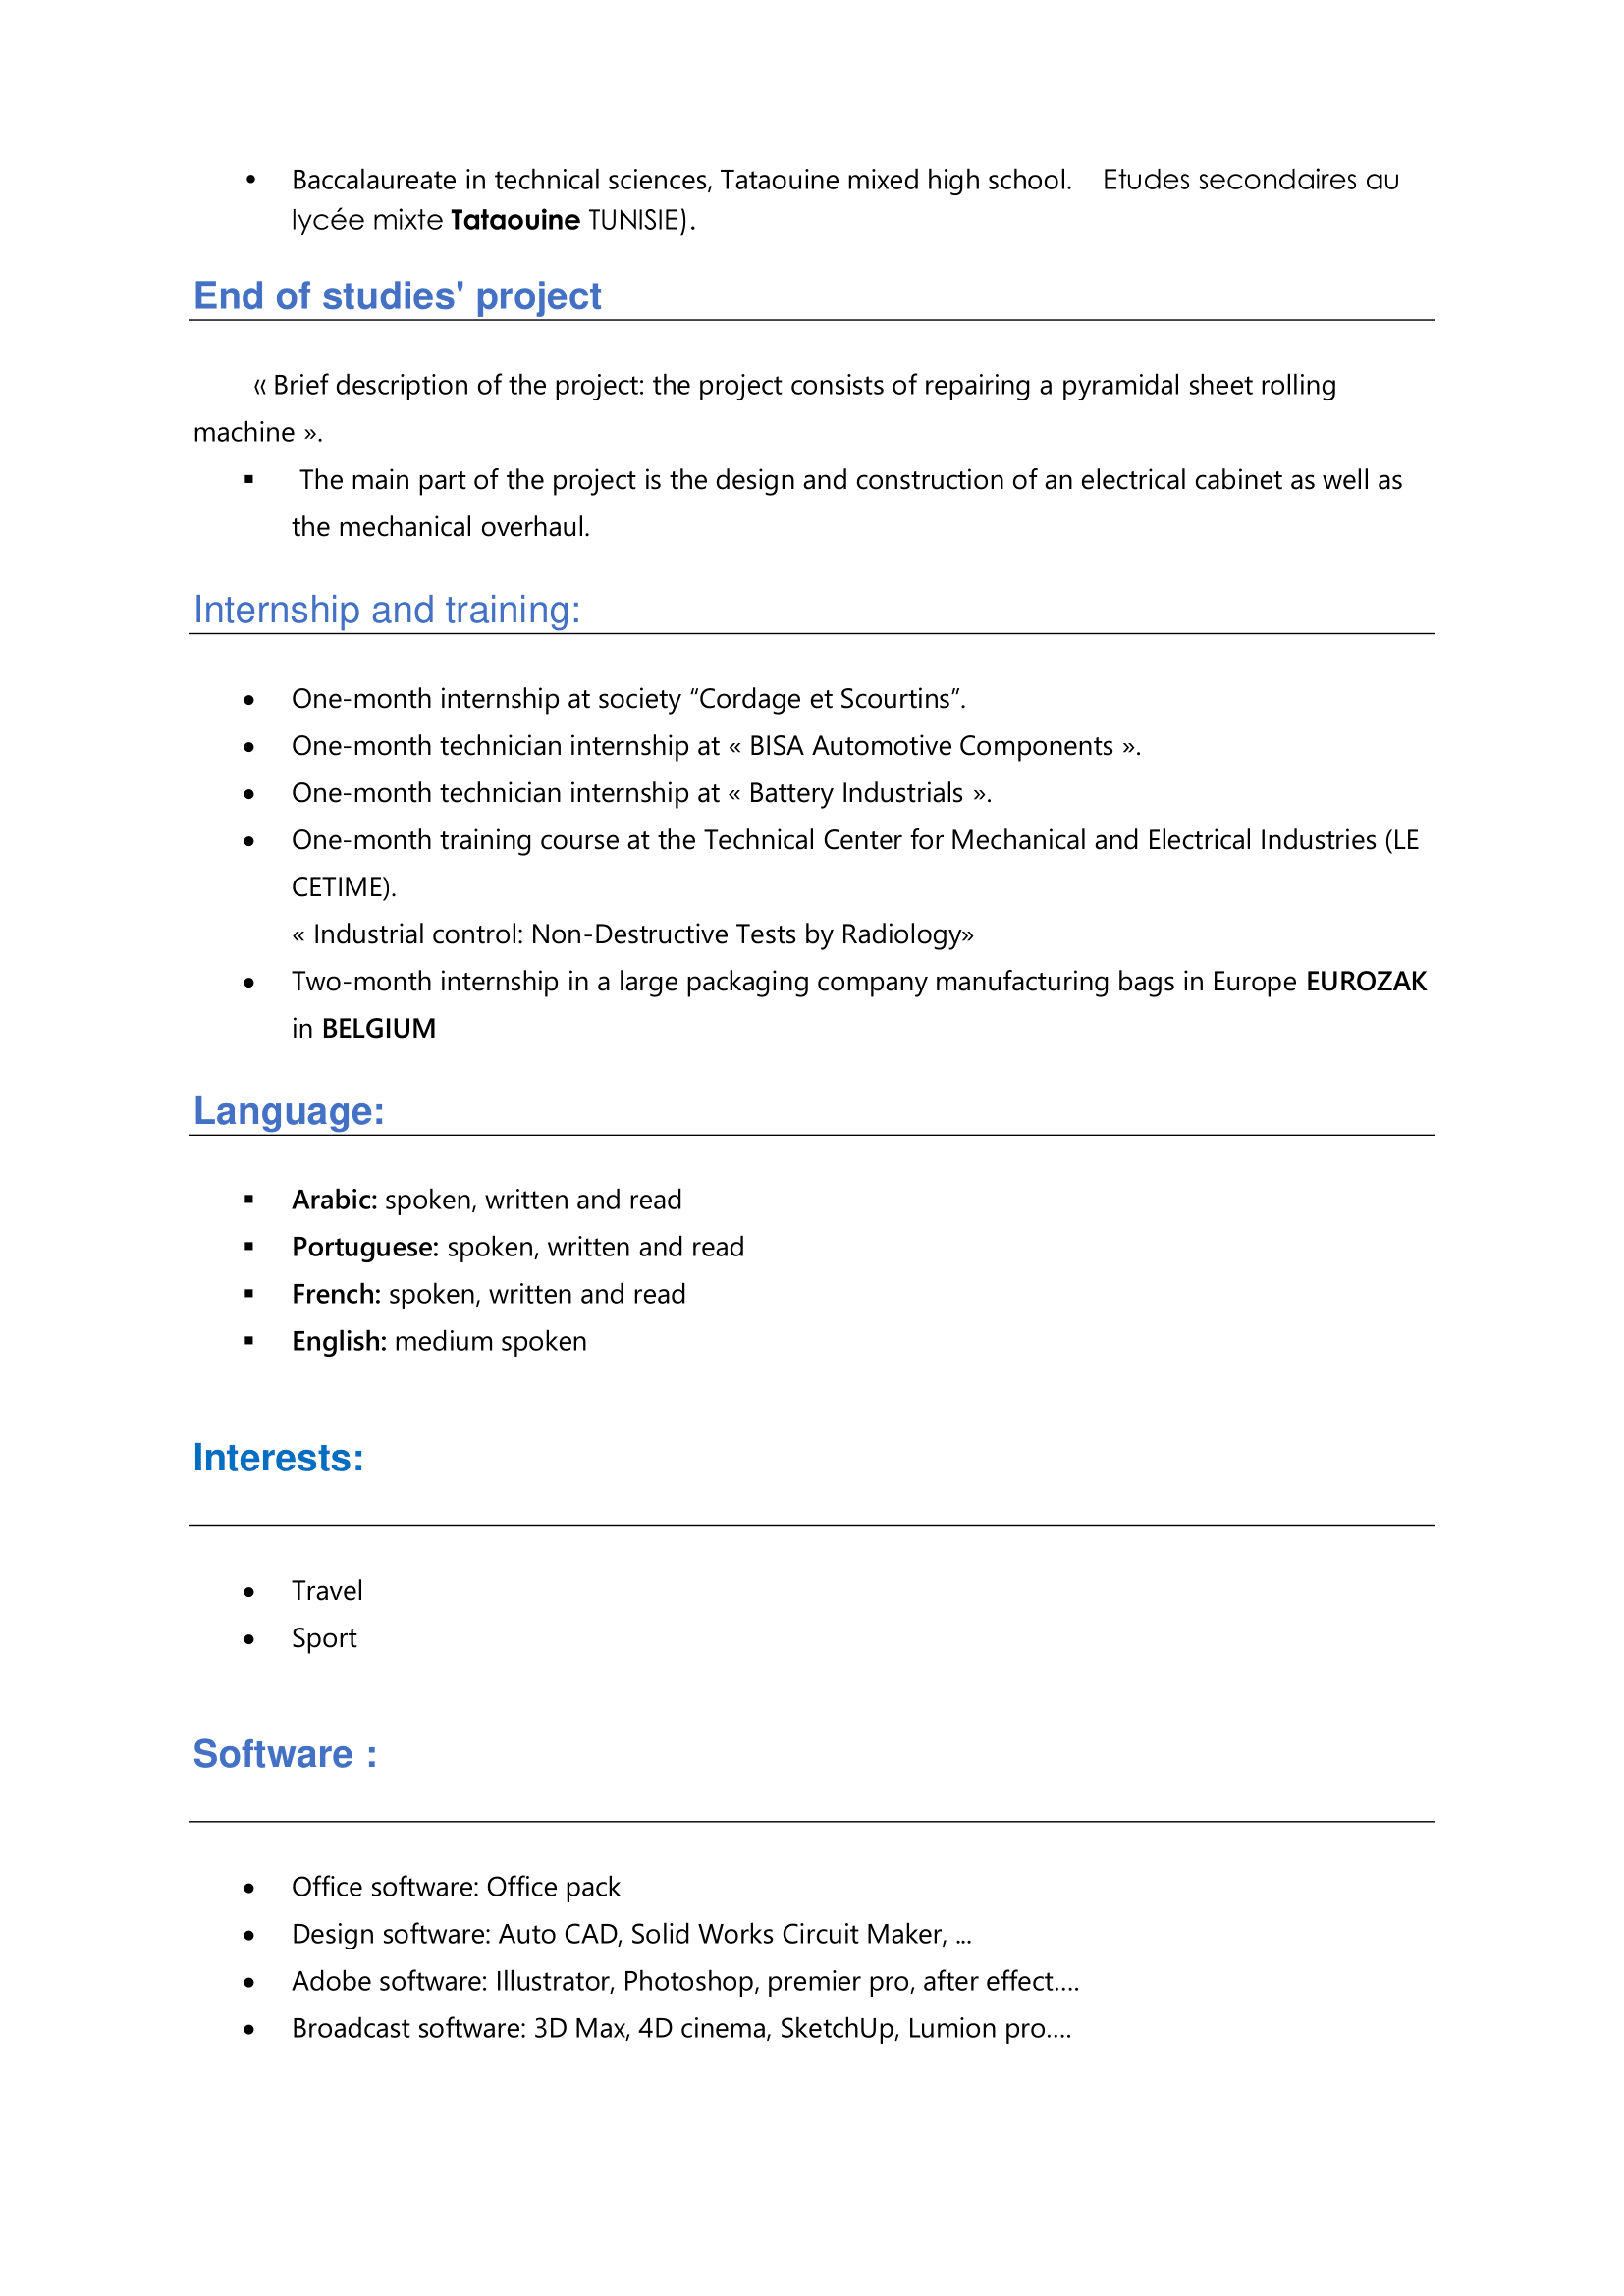 • Baccalaureate in technical sciences, Tataouine mixed high school. Etudes secondaires au
lycée mixte Tataouine TUNISIE).
End of studies' project
« Brief description of the project: the project consists of repairing a pyramidal sheet rolling
machine ».
▪ The main part of the project is the design and construction of an electrical cabinet as well as
the mechanical overhaul.
Internship and training:
• One-month internship at society “Cordage et Scourtins”.
• One-month technician internship at « BISA Automotive Components ».
• One-month technician internship at « Battery Industrials ».
• One-month training course at the Technical Center for Mechanical and Electrical Industries (LE
CETIME).
« Industrial control: Non-Destructive Tests by Radiology»
• Two-month internship in a large packaging company manufacturing bags in Europe EUROZAK
in BELGIUM
Language:
▪ Arabic: spoken, written and read
▪ Portuguese: spoken, written and read
▪ French: spoken, written and read
▪ English: medium spoken
Interests:
• Travel
• Sport
Software :
• Office software: Office pack
• Design software: Auto CAD, Solid Works Circuit Maker, ...
• Adobe software: Illustrator, Photoshop, premier pro, after effect....
• Broadcast software: 3D Max, 4D cinema, SketchUp, Lumion pro....